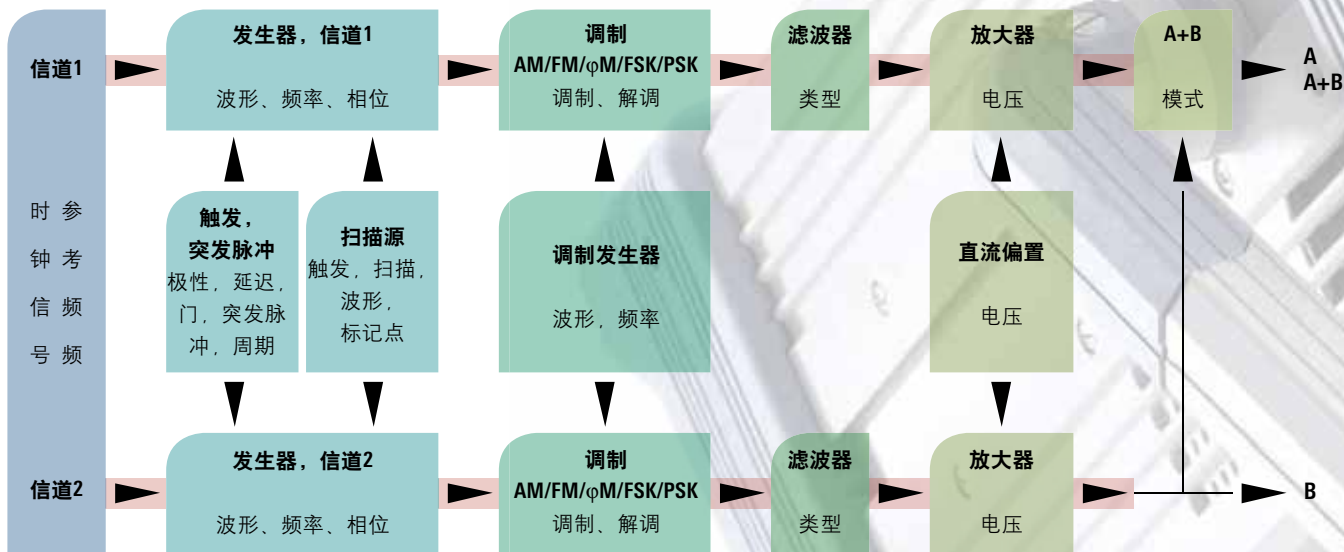 信道1
发生器，信道1
波形、频率、相位
调制
AM/FM/φM/FSK/PSK
调制、解调
滤波器
类型
放大器
电压
A+B
模式
A
A+B
时 参
钟 考
信 频
号 频
触发，
突发脉冲
极性，延迟，
门，突发脉
冲，周期
扫描源
触发，扫描，
波形，
标记点
调制发生器
波形，频率
直流偏置
电压
信道2
发生器，信道2
波形、频率、相位
调制
AM/FM/φM/FSK/PSK
调制、解调
滤波器
类型
放大器
电压
B